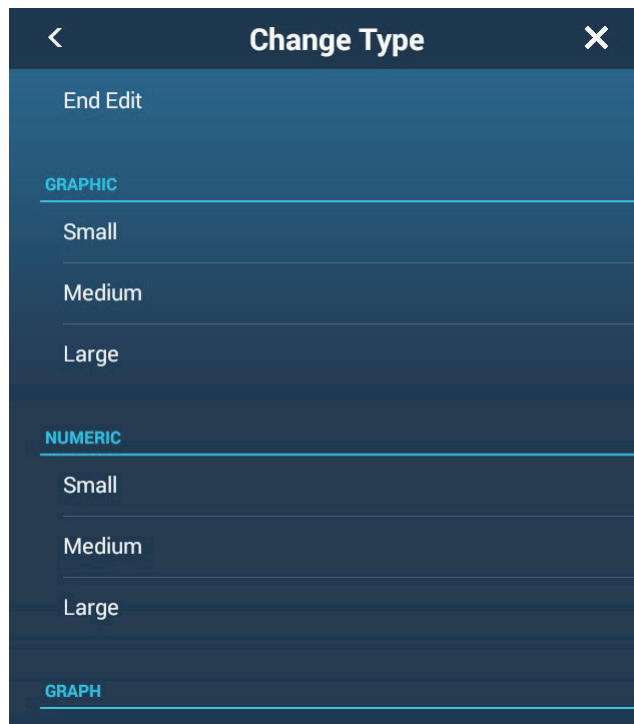 Change Type
End Edit
GRAPHIC
Small
Medium
Large
NUMERIC
Small
Medium
Large
GRAPH